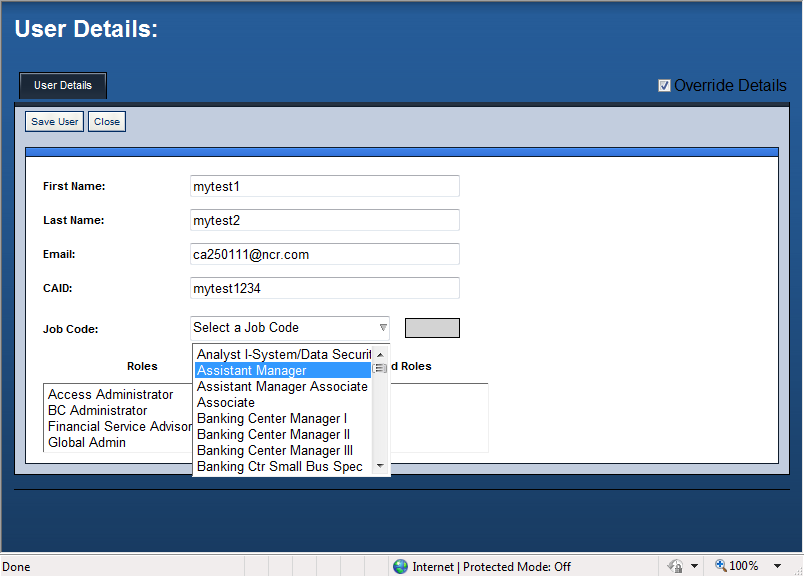 User Details:
User Details
Override Details
Save User Close
First Name: mytest1
Last Name: mytest2
Email: ca250111@ncr.com
CAID: mytest1234
Job Code: Select a Job Code
Analyst I-System/Data Securit
Assistant Manager
Assistant Manager Associate
Associate
Banking Center Manager I
Banking Center Manager II
Banking Center Manager III
Banking Ctr Small Bus Spec
Roles d Roles
Access Administrator
BC Administrator
Financial Service Advisor
Global Admin
Done Internet | Protected Mode: Off 100%